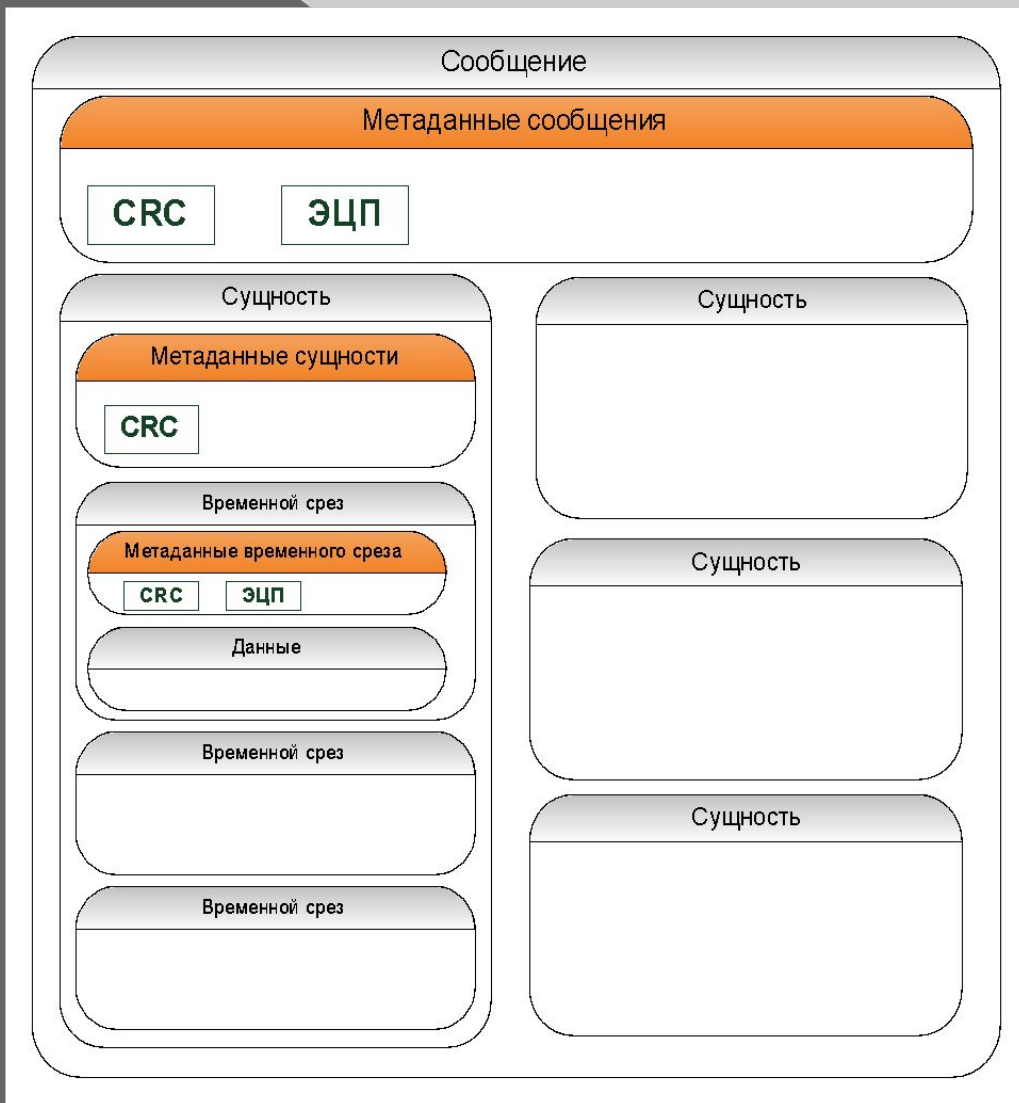 Сообщение
Метаданные сообщения
CRC
ЭЦП
Сущность
Метаданные сущности
CRC
Временной срез
Метаданные временного среза
CRC
ЭЦП
Данные
Временной срез
Временной срез
Сущность
Сущность
Сущность